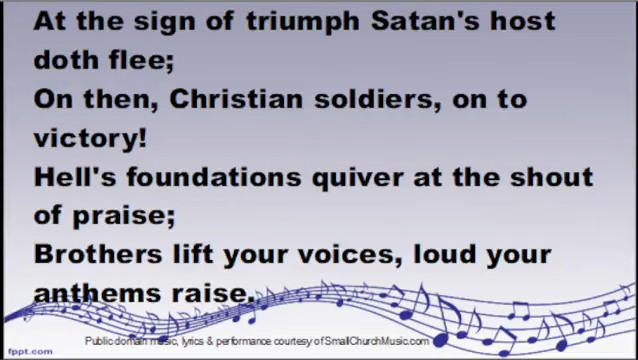 At the sign of triumph Satan's host
doth flee;
On then, Christian soldiers, on to
victory!
Hell's foundations quiver at the shout
of praise;
Brothers lift your voices, loud your
anthems raise.
Public domain music, lyrics & performance courtesy of SmallChurchMusic.com
fppt.com